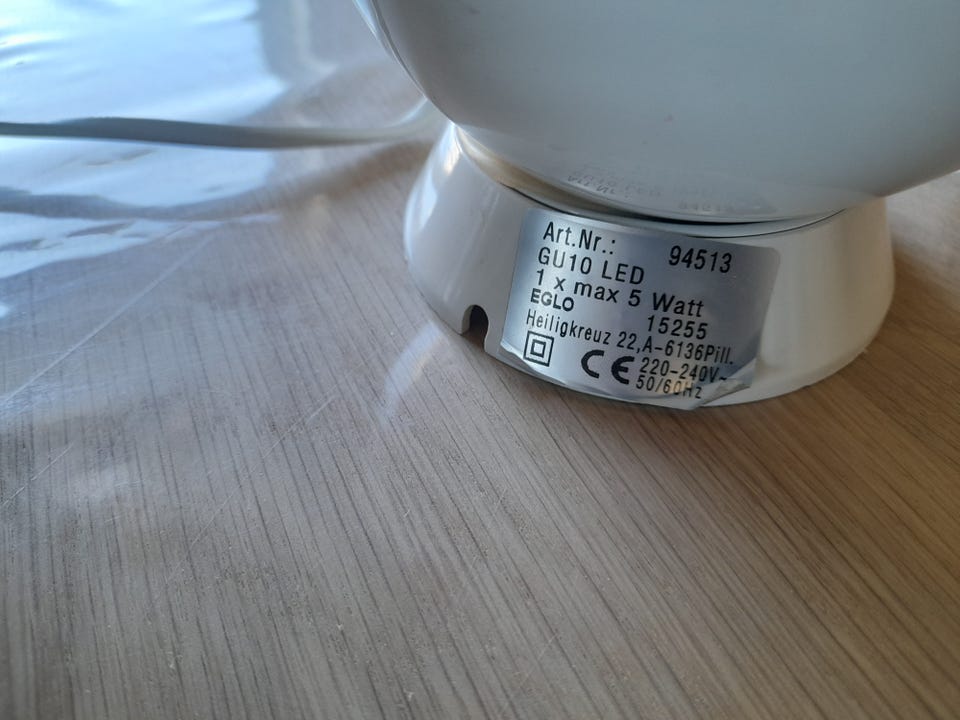 Art.Nr.: 94513
GU10 LED
1 x max 5 Watt
EGLO 15255
Heiligkreuz 22,A-6136Pill.
CE 220-240V~
50/60Hz